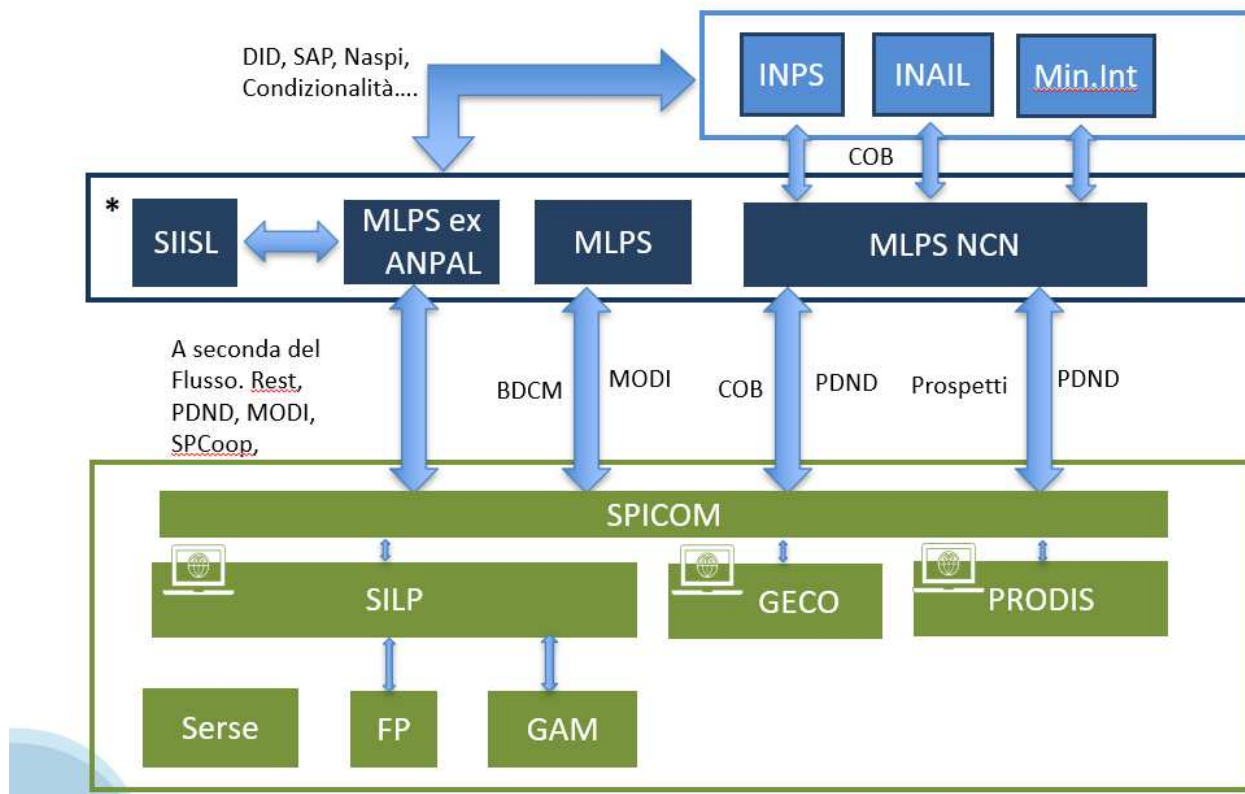 DID, SAP, Naspi,
Condizionalità....
INPS
INAIL
Min.Int
COB
*
SIISL
MLPS ex
ANPAL
MLPS
MLPS NCN
A seconda del
Flusso. Rest,
PDND, MODI,
SPCoop,
BDCM
MODI
COB
PDND
Prospetti
PDND
SPICOM
SILP
GECO
PRODIS
Serse
FP
GAM